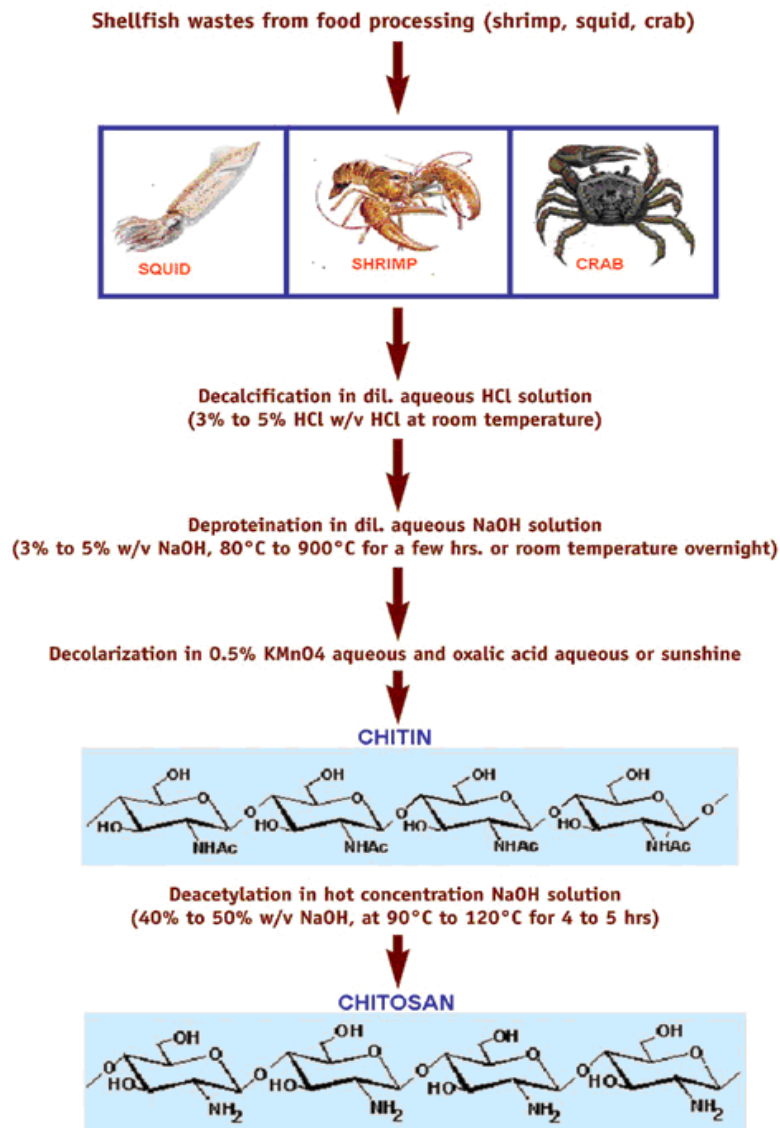 Shellfish wastes from food processing (shrimp, squid, crab)
SQUID
SHRIMP
CRAB
Decalcification in dil. aqueous HCl solution
(3% to 5% HCl w/v HCl at room temperature)
Deproteination in dil. aqueous NaOH solution
(3% to 5% w/v NaOH, 80°C to 900°C for a few hrs. or room temperature overnight)
Decolarization in 0.5% KMnO4 aqueous and oxalic acid aqueous or sunshine
CHITIN
OH OH OH OH
O O O O
O O O O
HO HO HO HO
NHAc NHAc NHAc NHAc
Deacetylation in hot concentration NaOH solution
(40% to 50% w/v NaOH, at 90°C to 120°C for 4 to 5 hrs)
CHITOSAN
OH OH OH OH
O O O O
O O O O
HO HO HO HO
NH2 NH2 NH2 NH2